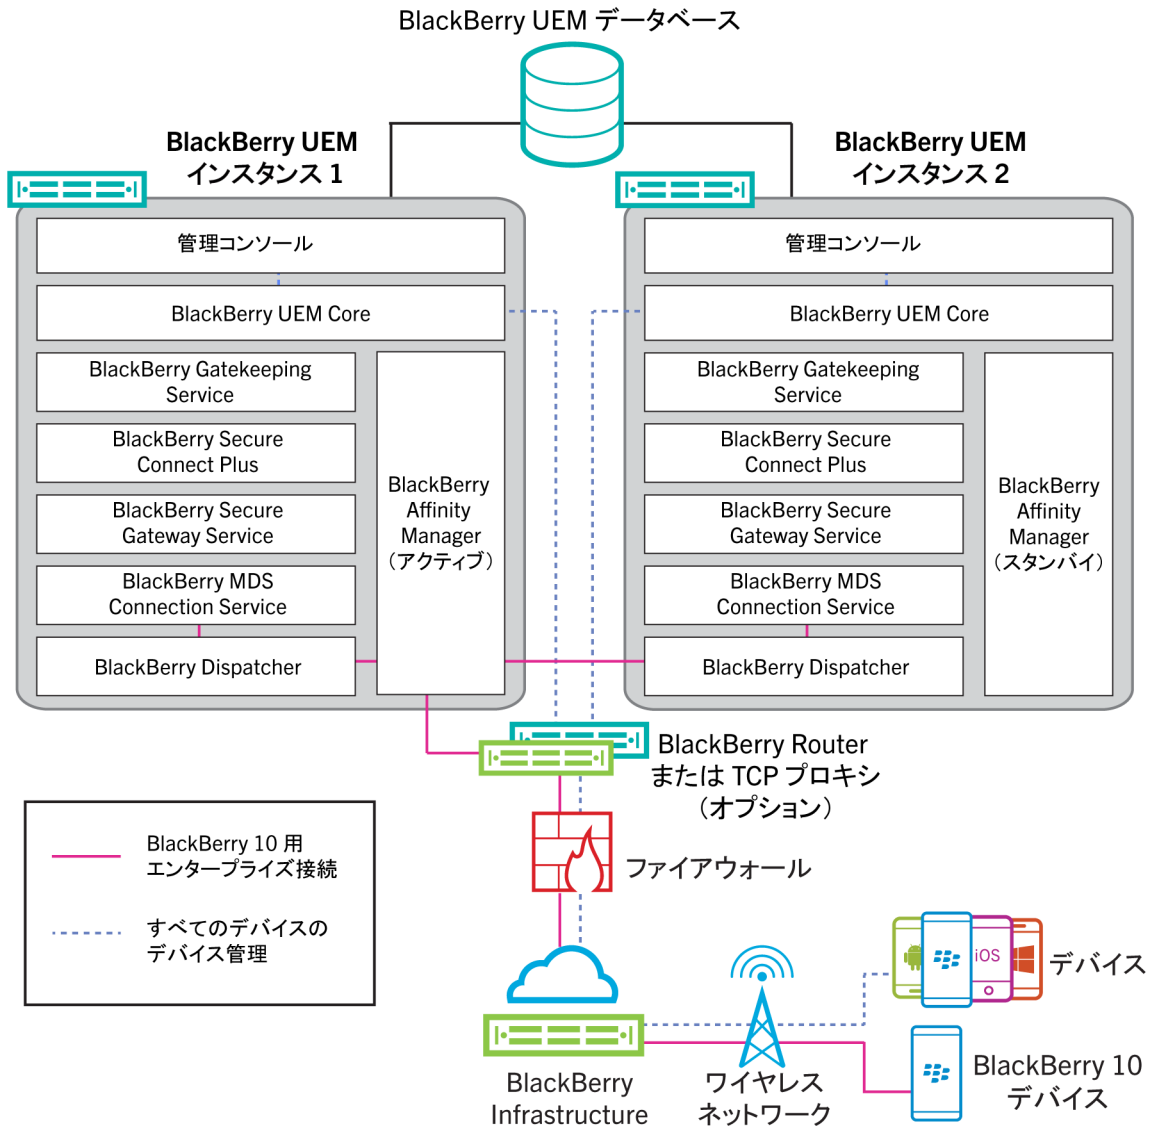 BlackBerry UEM データベース
BlackBerry UEM
インスタンス 1
BlackBerry UEM
インスタンス 2
管理コンソール
BlackBerry UEM Core
BlackBerry Gatekeeping
Service
BlackBerry Secure
Connect Plus
BlackBerry Secure
Gateway Service
BlackBerry MDS
Connection Service
BlackBerry Dispatcher
BlackBerry
Affinity
Manager
（アクティブ）
管理コンソール
BlackBerry UEM Core
BlackBerry Gatekeeping
Service
BlackBerry Secure
Connect Plus
BlackBerry Secure
Gateway Service
BlackBerry MDS
Connection Service
BlackBerry Dispatcher
BlackBerry
Affinity
Manager
（スタンバイ）
BlackBerry Router
または TCP プロキシ
（オプション）
BlackBerry 10 用
エンタープライズ接続
すべてのデバイスの
デバイス管理
ファイアウォール
iOS
デバイス
BlackBerry
Infrastructure
ワイヤレス
ネットワーク
BlackBerry 10
デバイス